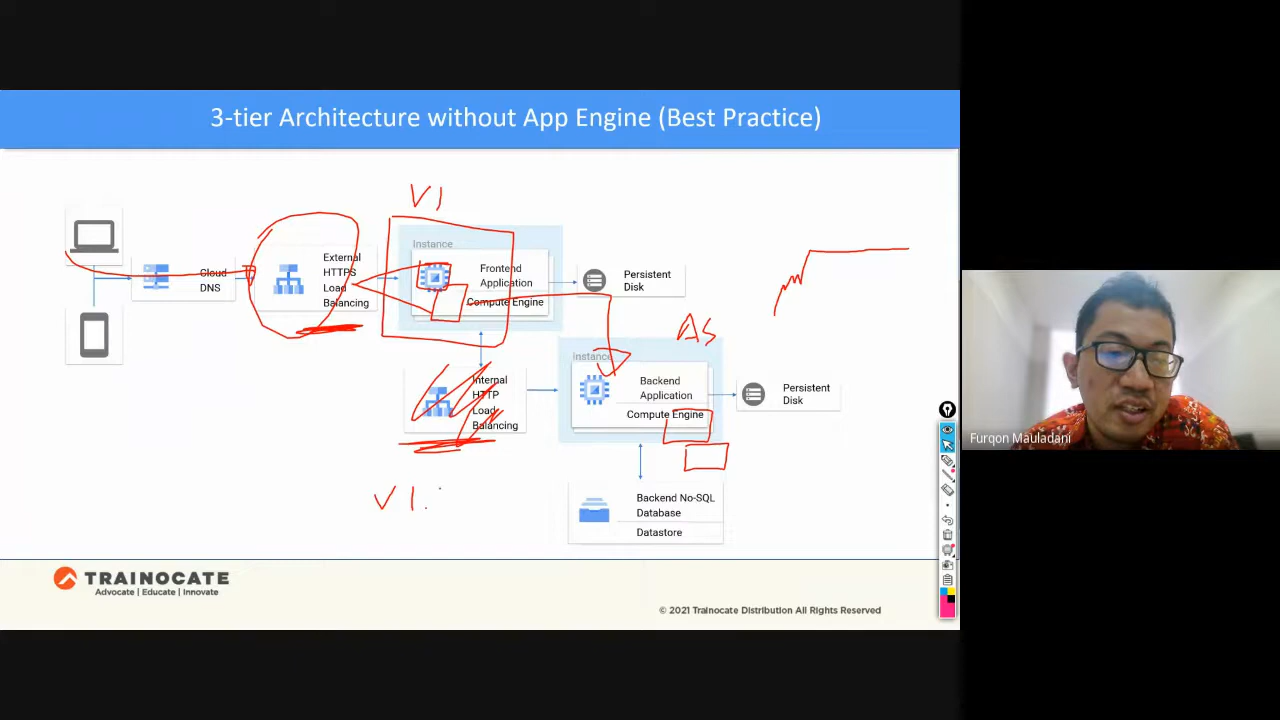 3-tier Architecture without App Engine (Best Practice)
V1
Instance
External
HTTPS
Load
Balancing
Cloud
DNS
Frontend
Application
Compute Engine
Persistent
Disk
AS
Instance
Internal
HTTP
Load
Balancing
Backend
Application
Compute Engine
Persistent
Disk
Furqon Mauladani
V1.
Backend No-SQL
Database
Datastore
TRAINOCATE
Advocate | Educate | Innovate
© 2021 Trainocate Distribution All Rights Reserved